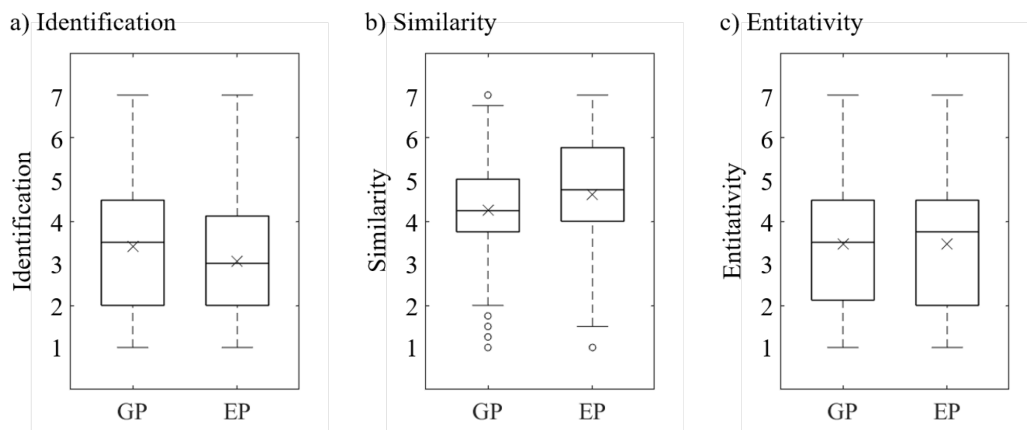 a) Identification
Identification
7
6
5
4
3
2
1
GP EP
b) Similarity
Similarity
7
6
5
4
3
2
1
GP EP
c) Entitativity
Entitativity
7
6
5
4
3
2
1
GP EP